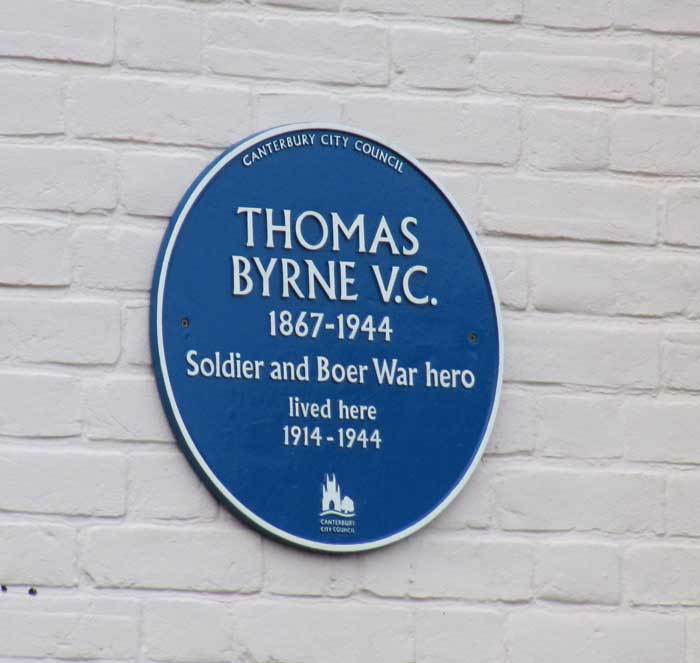 CANTERBURY CITY COUNCIL
THOMAS
BYRNE V.C.
1867-1944
Soldier and Boer War hero
lived here
1914-1944
CANTERBURY
CITY COUNCIL